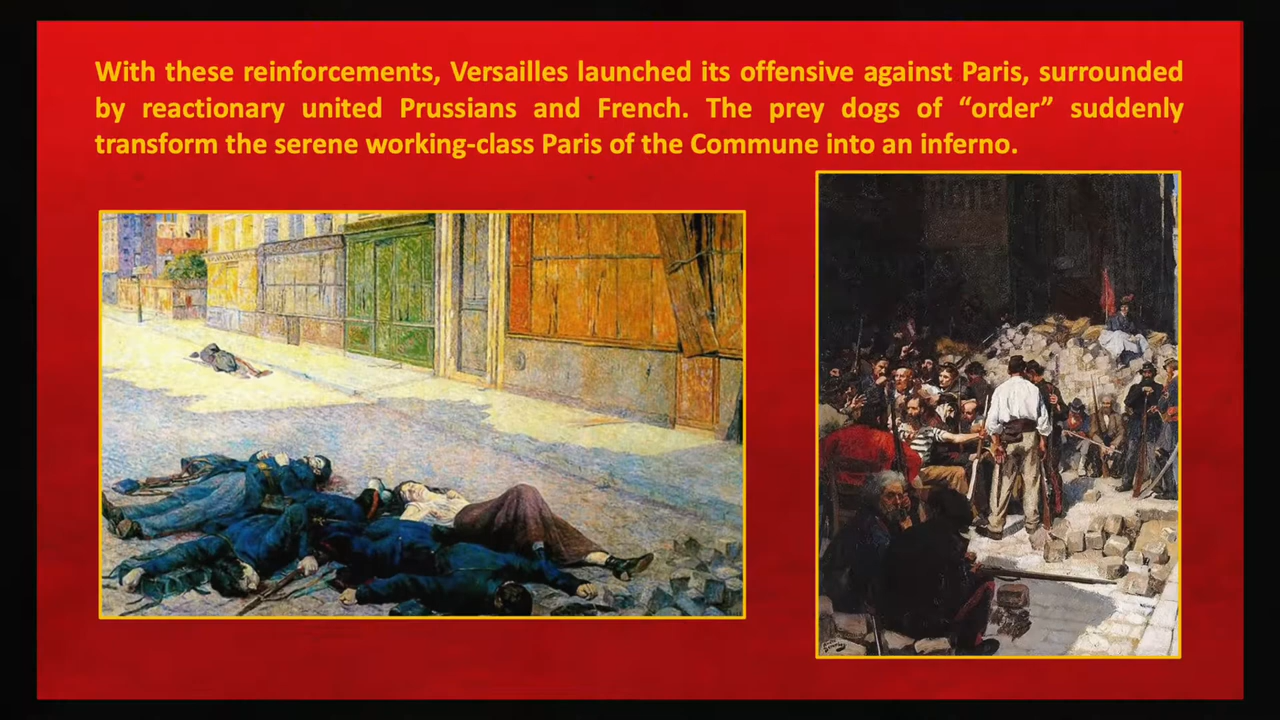 With these reinforcements, Versailles launched its offensive against Paris, surrounded
by reactionary united Prussians and French. The prey dogs of “order” suddenly
transform the serene working-class Paris of the Commune into an inferno.